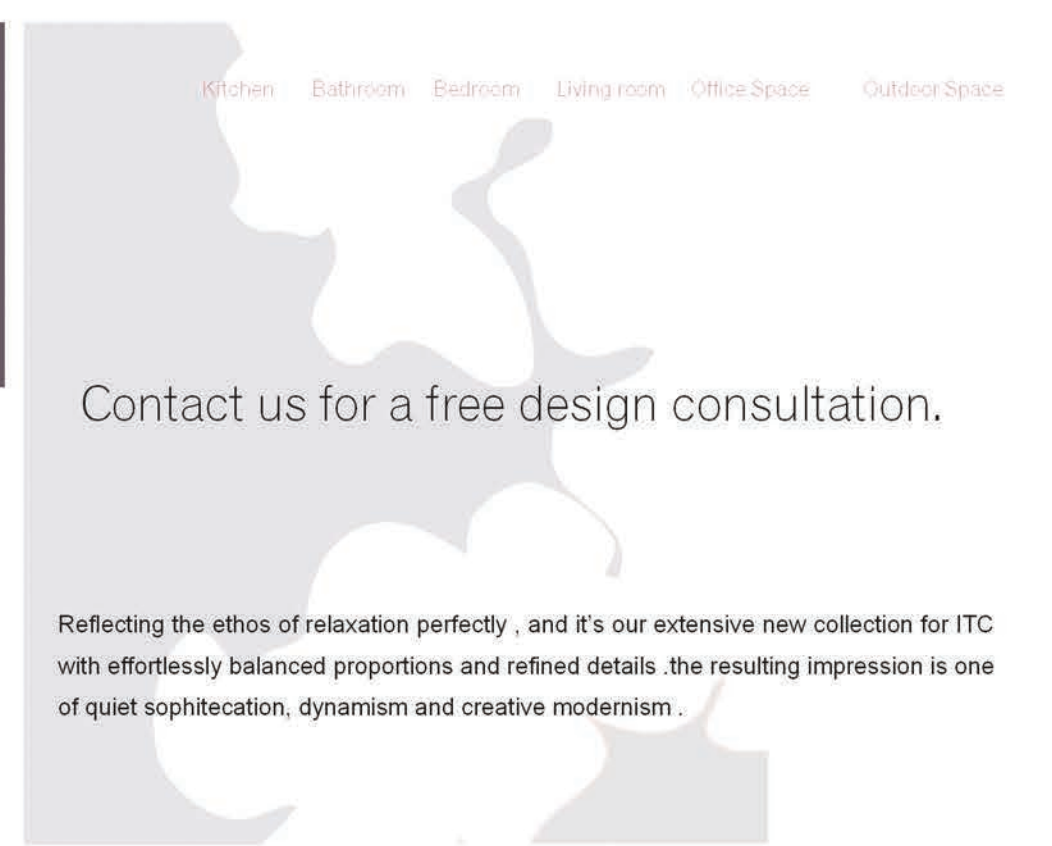 Kitchen Bathroom Bedroom Living room Office Space Outdoor Space
Contact us for a free design consultation.
Reflecting the ethos of relaxation perfectly , and it's our extensive new collection for ITC
with effortlessly balanced proportions and refined details .the resulting impression is one
of quiet sophitecation, dynamism and creative modernism .